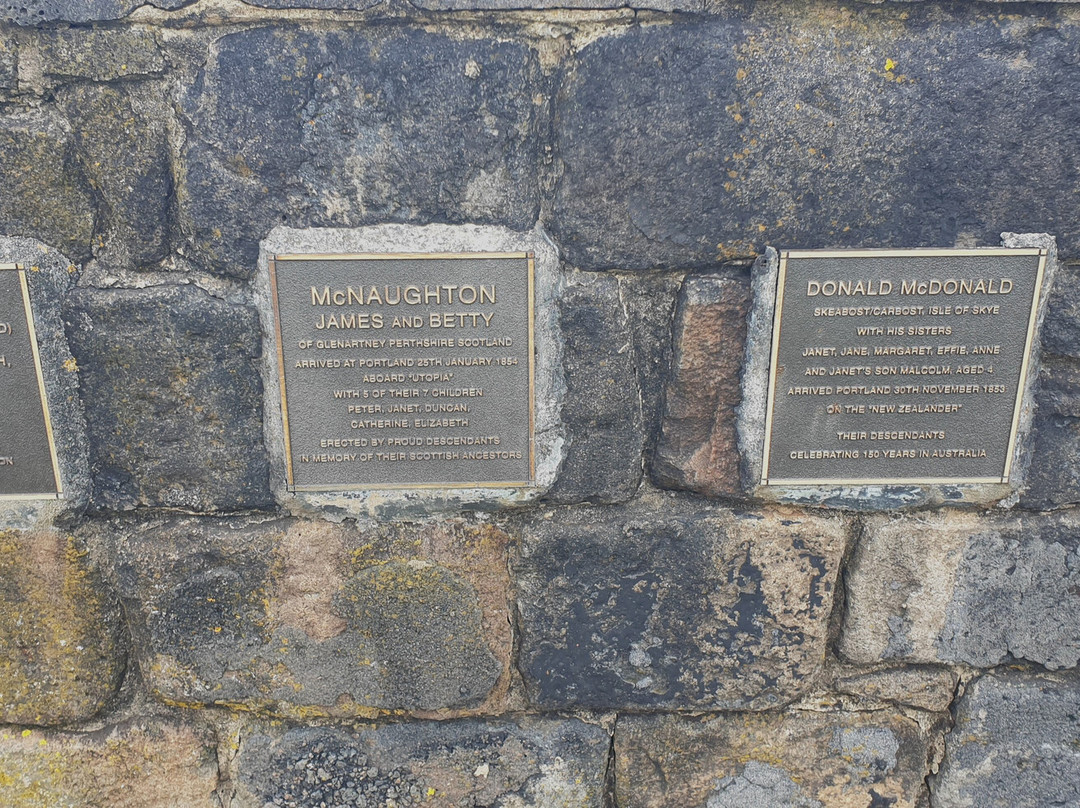 D)
H,
ON
McNAUGHTON
JAMES AND BETTY
OF GLENARTNEY PERTHSHIRE SCOTLAND
ARRIVED AT PORTLAND 25TH JANUARY 1854
ABOARD "UTOPIA"
WITH 5 OF THEIR 7 CHILDREN
PETER, JANET, DUNCAN,
CATHERINE, ELIZABETH
ERECTED BY PROUD DESCENDANTS
IN MEMORY OF THEIR SCOTTISH ANCESTORS
DONALD McDONALD
SKEABOST/CARBOST, ISLE OF SKYE
WITH HIS SISTERS
JANET, JANE, MARGARET, EFFIE, ANNE
AND JANET'S SON MALCOLM, AGED 4
ARRIVED PORTLAND 30TH NOVEMBER 1853
ON THE "NEW ZEALANDER"
THEIR DESCENDANTS
CELEBRATING 150 YEARS IN AUSTRALIA